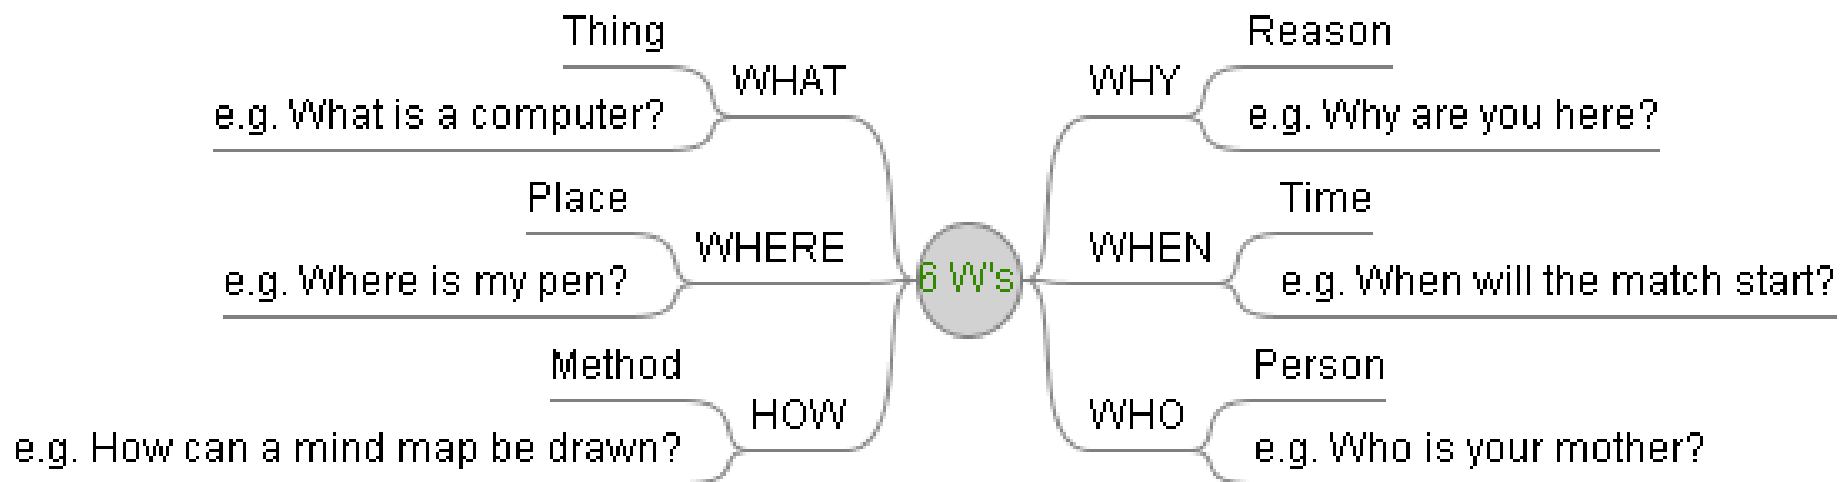 Thing
WHAT
e.g. What is a computer?
Place
WHERE
e.g. Where is my pen?
Method
HOW
e.g. How can a mind map be drawn?
6 W's
Reason
WHY
e.g. Why are you here?
Time
WHEN
e.g. When will the match start?
Person
WHO
e.g. Who is your mother?